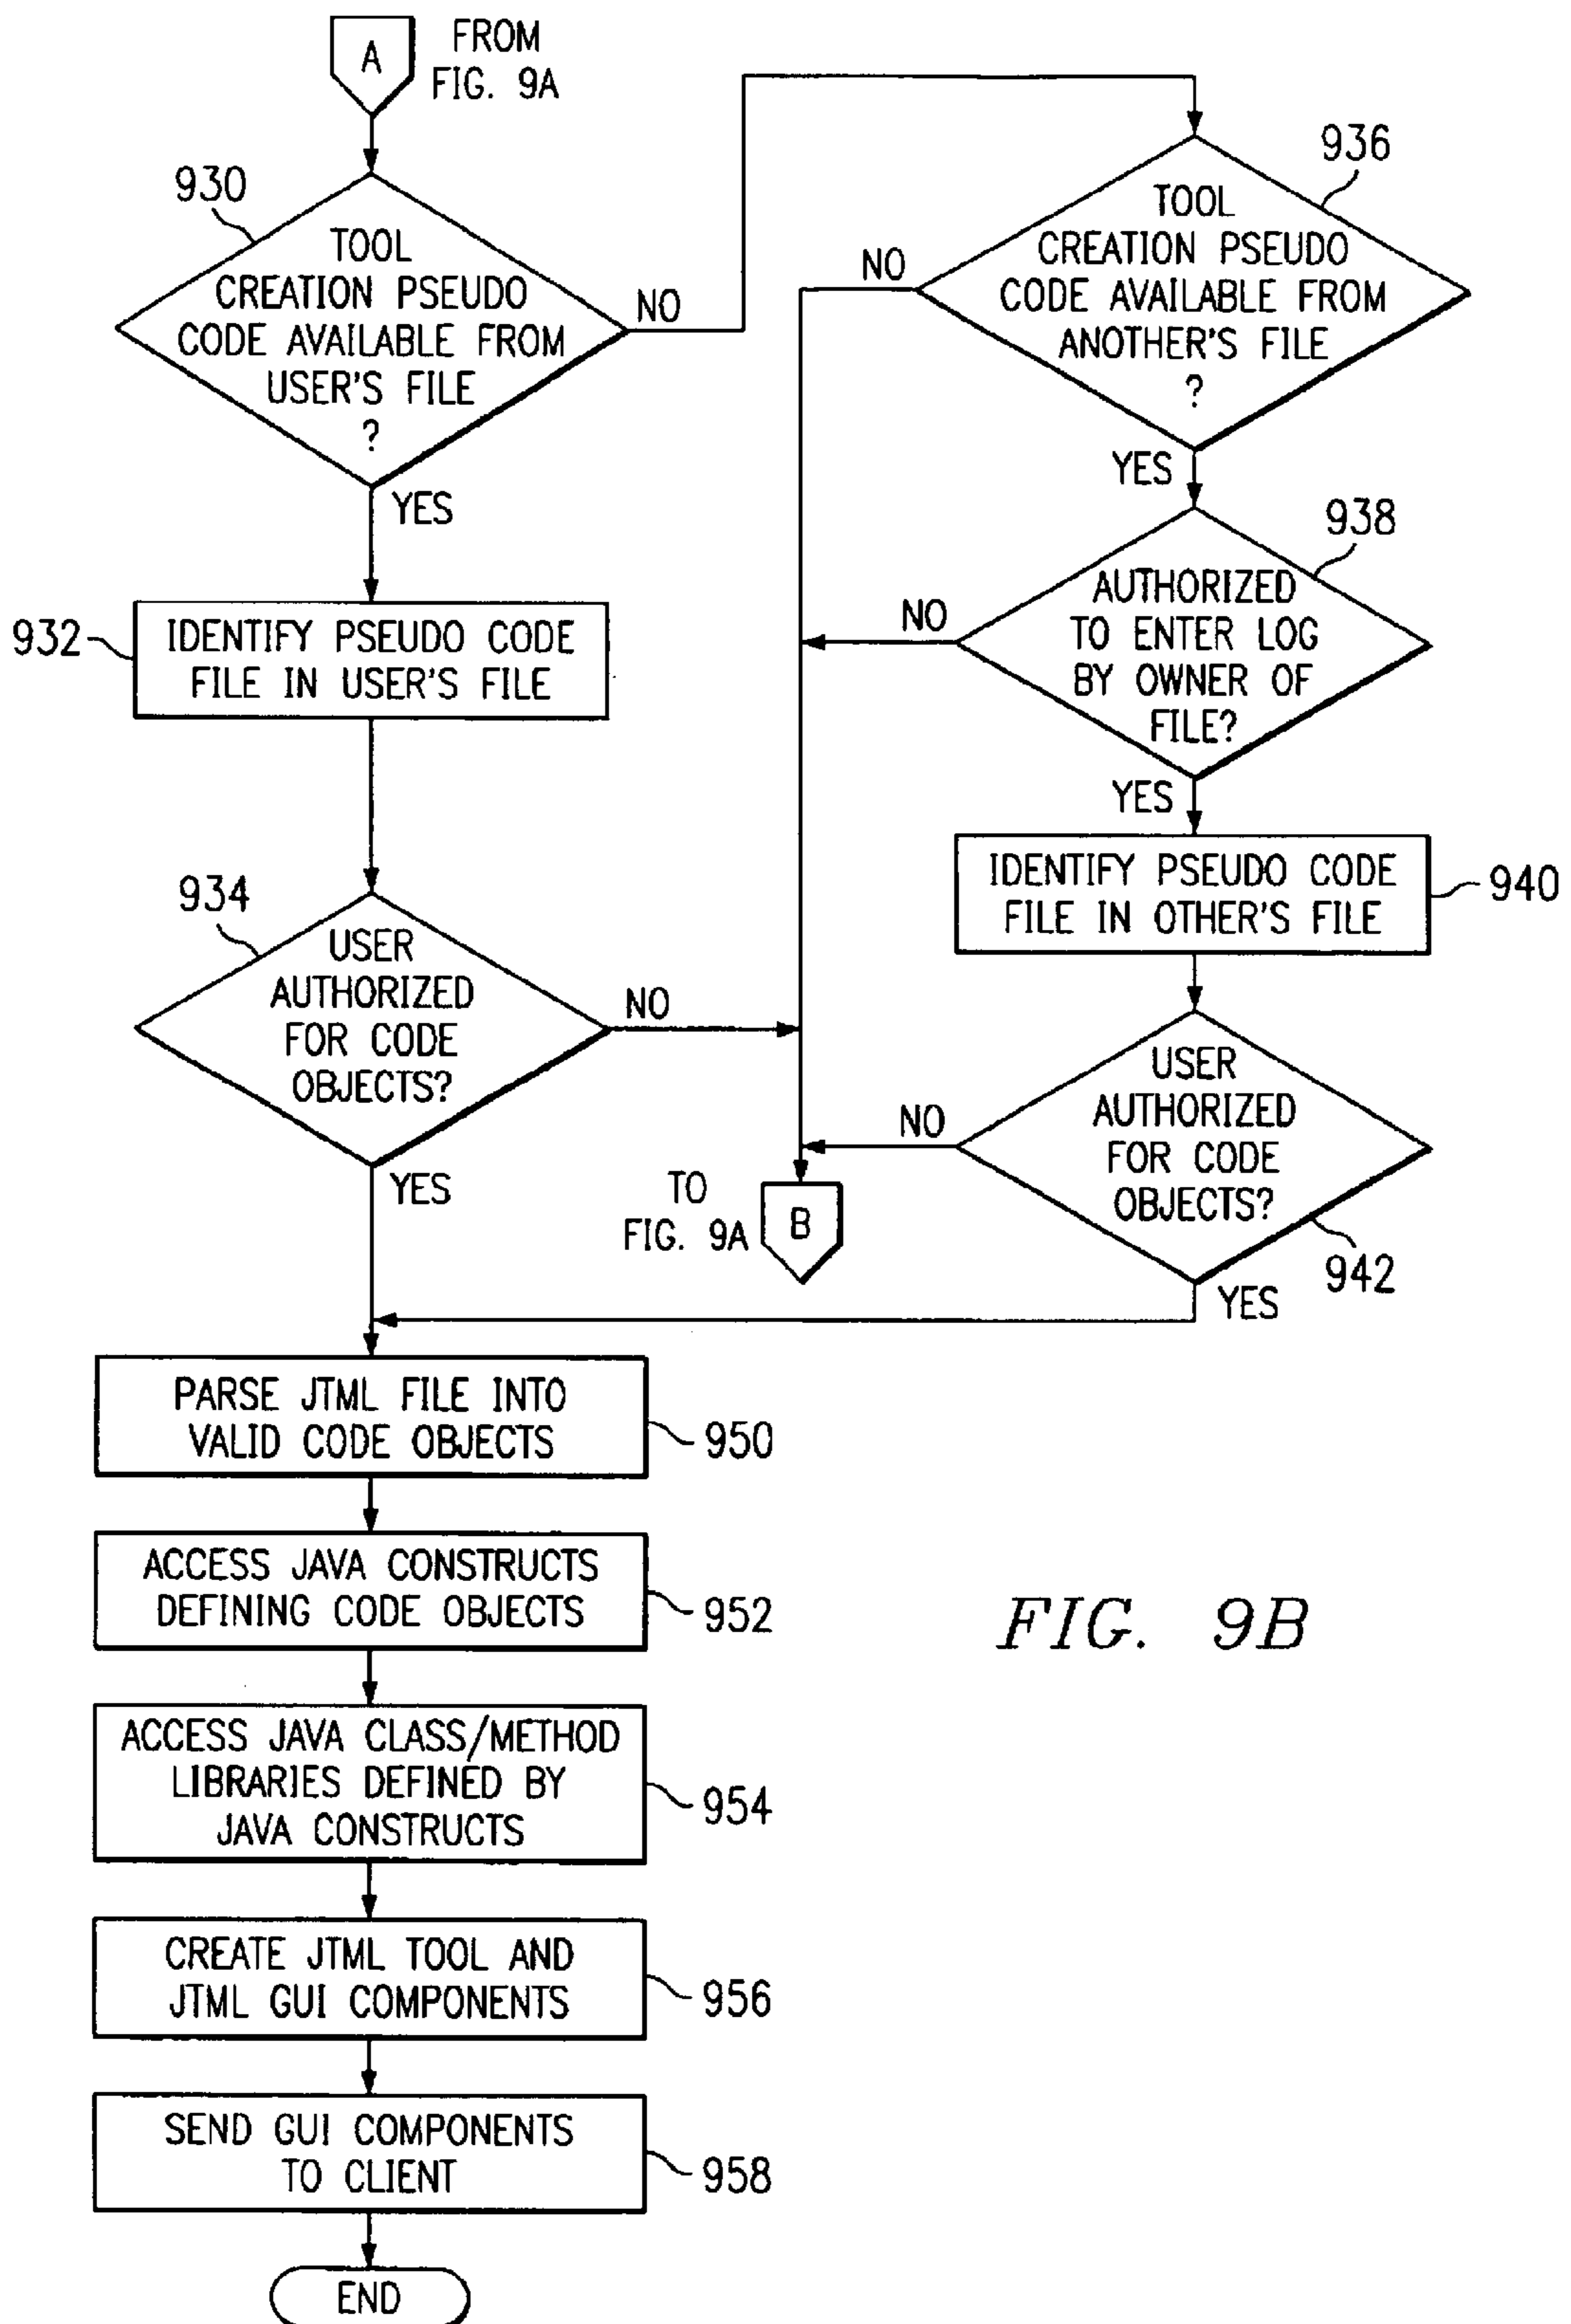 A
FROM
FIG. 9A
930
TOOL
CREATION PSEUDO
CODE AVAILABLE FROM
USER'S FILE
?
NO
YES
936
TOOL
CREATION PSEUDO
CODE AVAILABLE FROM
ANOTHER'S FILE
?
NO
YES
932
IDENTIFY PSEUDO CODE
FILE IN USER'S FILE
938
AUTHORIZED
TO ENTER LOG
BY OWNER OF
FILE?
NO
YES
940
IDENTIFY PSEUDO CODE
FILE IN OTHER'S FILE
934
USER
AUTHORIZED
FOR CODE
OBJECTS?
NO
YES
USER
AUTHORIZED
FOR CODE
OBJECTS?
NO
942
YES
TO
FIG. 9A
B
PARSE JTML FILE INTO
VALID CODE OBJECTS
950
ACCESS JAVA CONSTRUCTS
DEFINING CODE OBJECTS
952
ACCESS JAVA CLASS/METHOD
LIBRARIES DEFINED BY
JAVA CONSTRUCTS
954
CREATE JTML TOOL AND
JTML GUI COMPONENTS
956
SEND GUI COMPONENTS
TO CLIENT
958
END
FIG. 9B